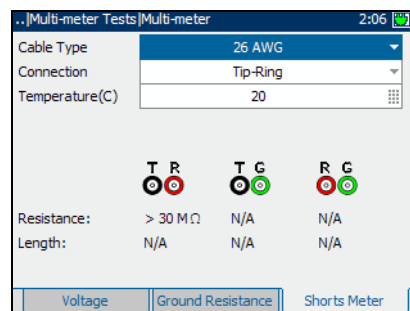 ..|Multi-meter Tests|Multi-meter 2:06
Cable Type 26 AWG
Connection Tip-Ring
Temperature(C) 20
T R T G R G
Resistance: > 30 M Ω N/A N/A
Length: N/A N/A N/A
Voltage Ground Resistance Shorts Meter